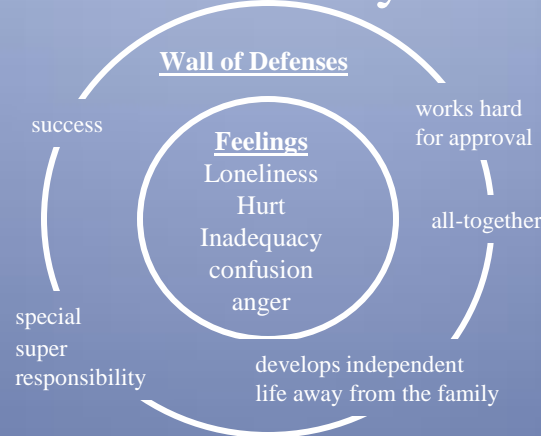 Wall of Defenses
success
works hard
for approval
Feelings
Loneliness
Hurt
Inadequacy
confusion
anger
all-together
special
super
responsibility
develops independent
life away from the family